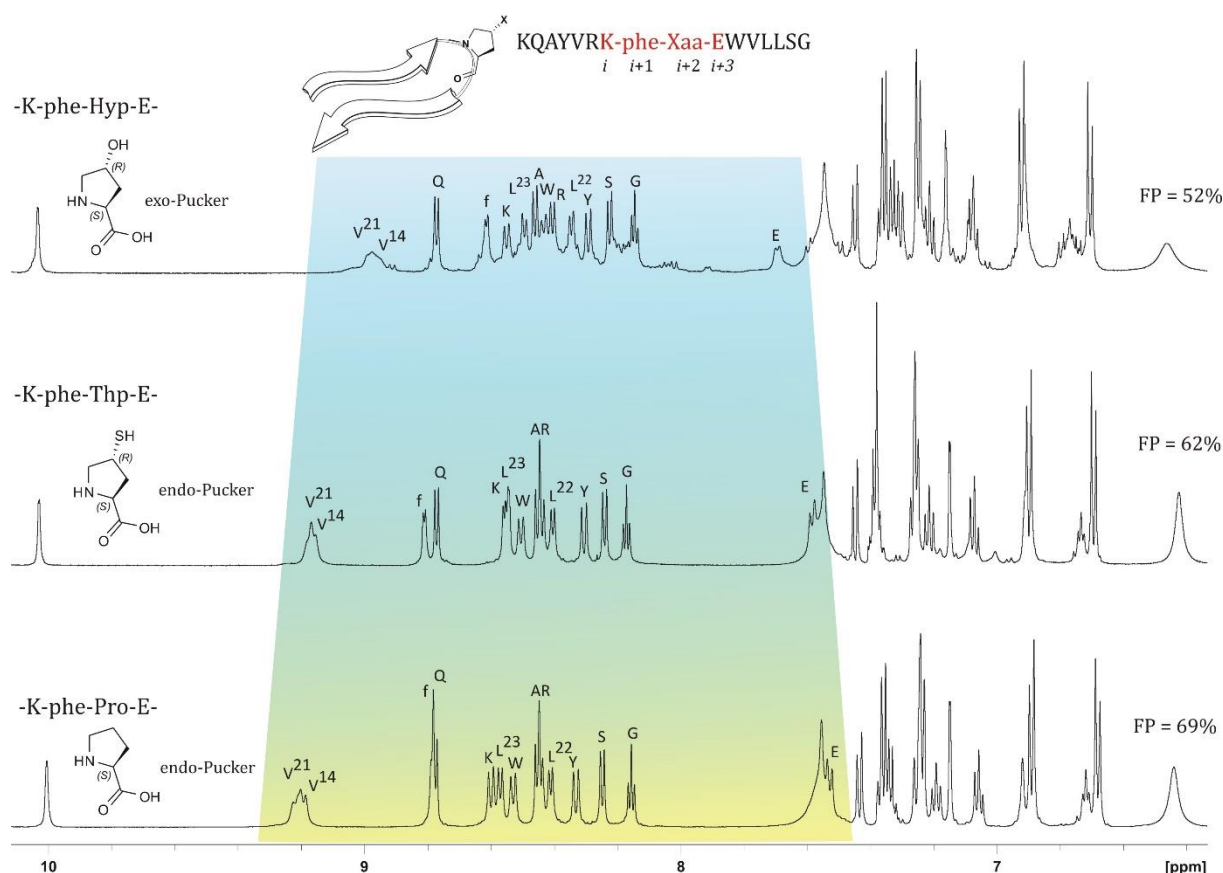 X
N
O
KQAYVRK-phe-Xaa-EWVLLSG
i i+1 i+2 i+3
-K-phe-Hyp-E-
OH
(R)
HN
(S)
OH
O
exo-Pucker
V21
V14
Q
f
K
L23
A
W
R
L22
Y
S
G
E
FP = 52%
-K-phe-Thp-E-
SH
(R)
HN
(S)
OH
O
endo-Pucker
V21
V14
f
Q
K
L23
W
AR
L22
Y
S
G
E
FP = 62%
-K-phe-Pro-E-
HN
(S)
OH
O
endo-Pucker
V21
V14
f
Q
K
L23
W
AR
L22
Y
S
G
E
FP = 69%
10 9 8 7 [ppm]